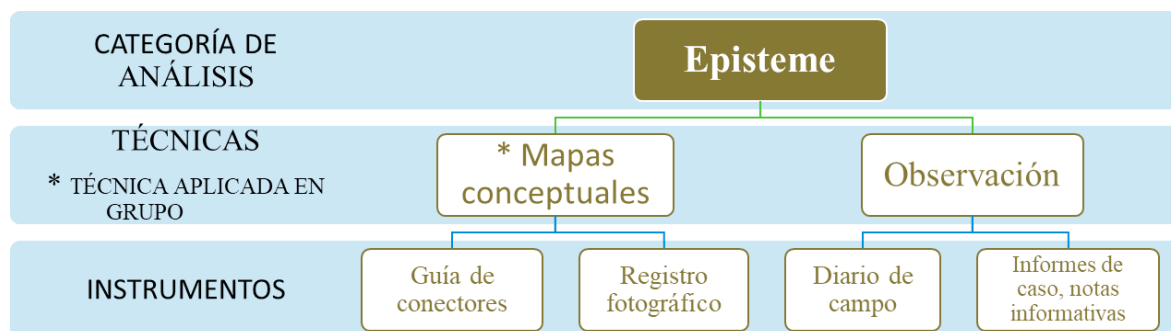 CATEGORÍA DE
ANÁLISIS
Episteme
TÉCNICAS
* TÉCNICA APLICADA EN
GRUPO
* Mapas
conceptuales
Observación
INSTRUMENTOS
Guía de
conectores
Registro
fotográfico
Diario de
campo
Informes de
caso, notas
informativas